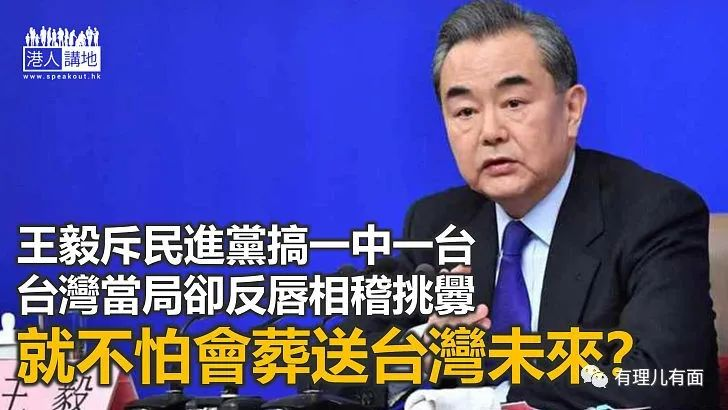 港人講地
www.speakout.hk
王毅斥民進黨搞一中一台
台灣當局卻反唇相稽挑釁
就不怕會葬送台灣未來?
王毅
有理儿有面